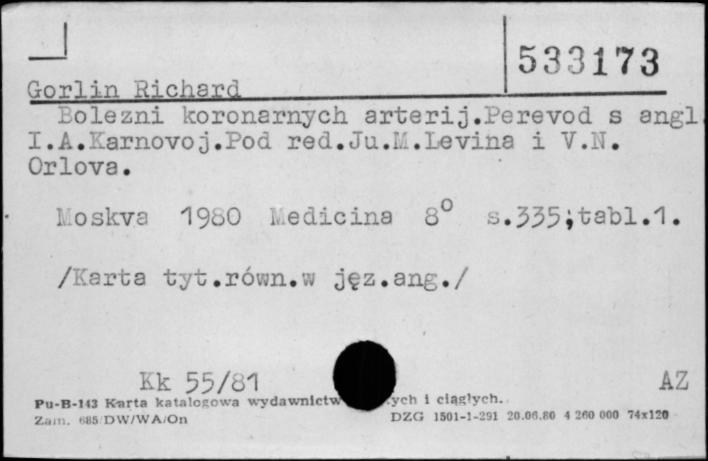 533173
Gorlin Richard
Bolezni koronarnych arterij.Perevod s angl
I.A.Karnovoj.Pod red.Ju.M.Levina i V.N.
Orlova.
Moskva 1980 Medicina 8° s.335;tabl.1.
/Karta tyt.równ.w jęz.ang./
Kk 55/81 AZ
Pu-B-143 Karta katalogowa wydawnictw ych i ciągłych.
Zam. 685/DW/WA/On DZG 1501-1-291 20.06.80 4 260 000 74x120